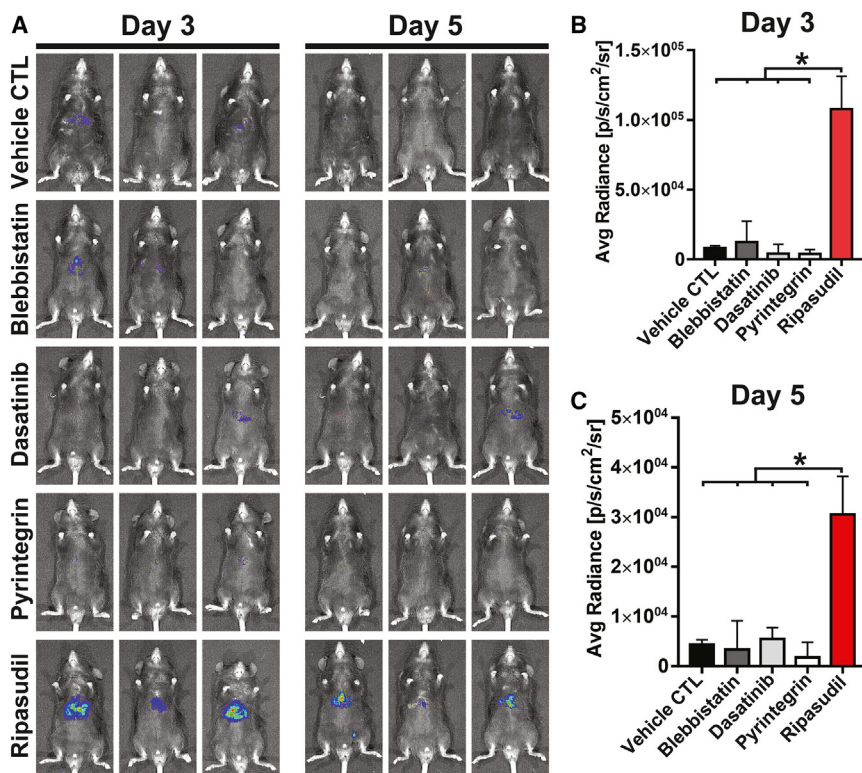 A
Day 3
Day 5
Vehicle CTL
Blebbistatin
Dasatinib
Pyrintegrin
Ripasudil
B
Day 3
Avg Radiance [p/s/cm²/sr]
1.5×10⁰⁵
1.0×10⁰⁵
5.0×10⁰⁴
0
*
Vehicle CTL
Blebbistatin
Dasatinib
Pyrintegrin
Ripasudil
C
Day 5
Avg Radiance [p/s/cm²/sr]
5×10⁰⁴
4×10⁰⁴
3×10⁰⁴
2×10⁰⁴
1×10⁰⁴
0
*
Vehicle CTL
Blebbistatin
Dasatinib
Pyrintegrin
Ripasudil